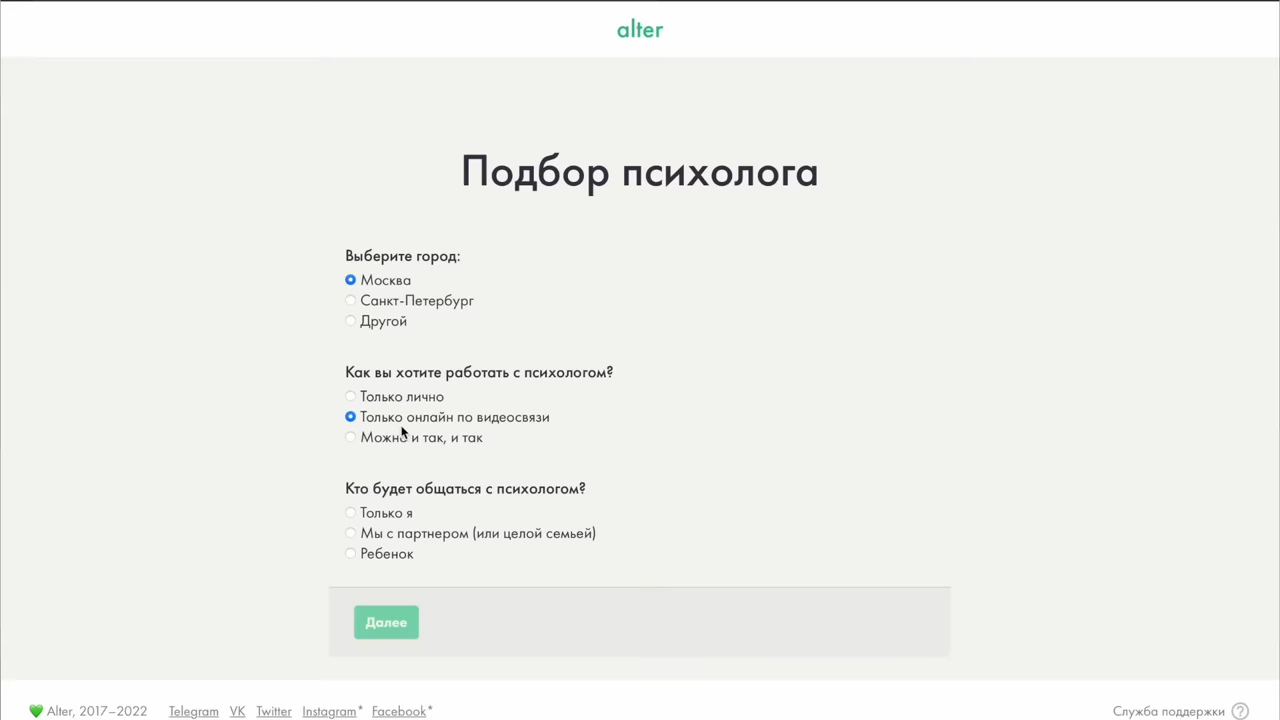 alter
Подбор психолога
Выберите город:
Москва
Санкт-Петербург
Другой
Как вы хотите работать с психологом?
Только лично
Только онлайн по видеосвязи
Можно и так, и так
Кто будет общаться с психологом?
Только я
Мы с партнером (или целой семьей)
Ребенок
Далее
Alter, 2017–2022 Telegram VK Twitter Instagram* Facebook* Служба поддержки ?